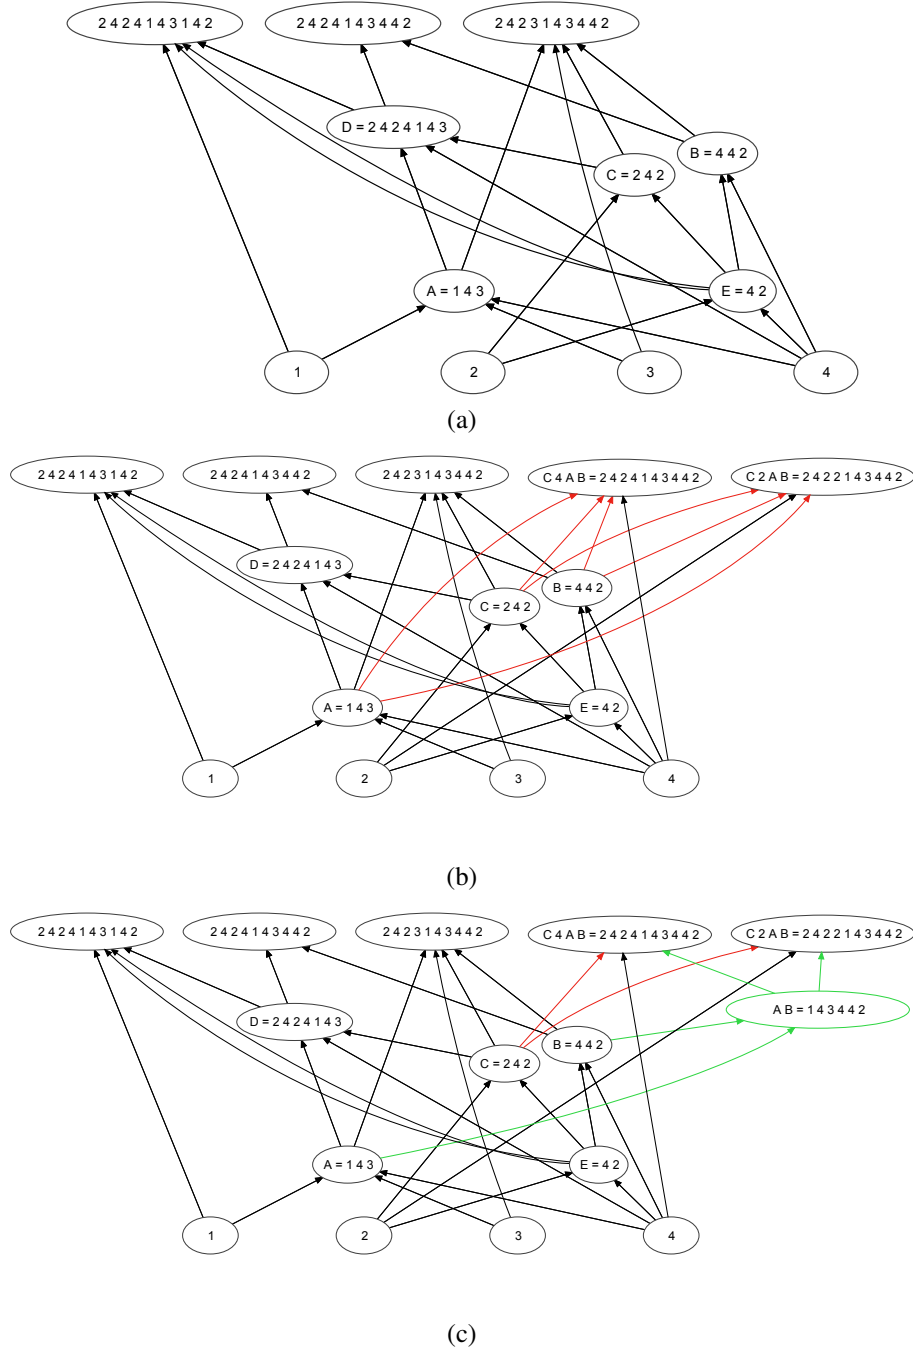 2 4 2 4 1 4 3 1 4 2
2 4 2 4 1 4 3 4 4 2
2 4 2 3 1 4 3 4 4 2
D = 2 4 2 4 1 4 3
B = 4 4 2
C = 2 4 2
A = 1 4 3
E = 4 2
1
2
3
4
(a)
2 4 2 4 1 4 3 1 4 2
2 4 2 4 1 4 3 4 4 2
2 4 2 3 1 4 3 4 4 2
C 4 A B = 2 4 2 4 1 4 3 4 4 2
C 2 A B = 2 4 2 2 1 4 3 4 4 2
D = 2 4 2 4 1 4 3
B = 4 4 2
C = 2 4 2
A = 1 4 3
E = 4 2
1
2
3
4
(b)
2 4 2 4 1 4 3 1 4 2
2 4 2 4 1 4 3 4 4 2
2 4 2 3 1 4 3 4 4 2
C 4 A B = 2 4 2 4 1 4 3 4 4 2
C 2 A B = 2 4 2 2 1 4 3 4 4 2
A B = 1 4 3 4 4 2
D = 2 4 2 4 1 4 3
B = 4 4 2
C = 2 4 2
A = 1 4 3
E = 4 2
1
2
3
4
(c)